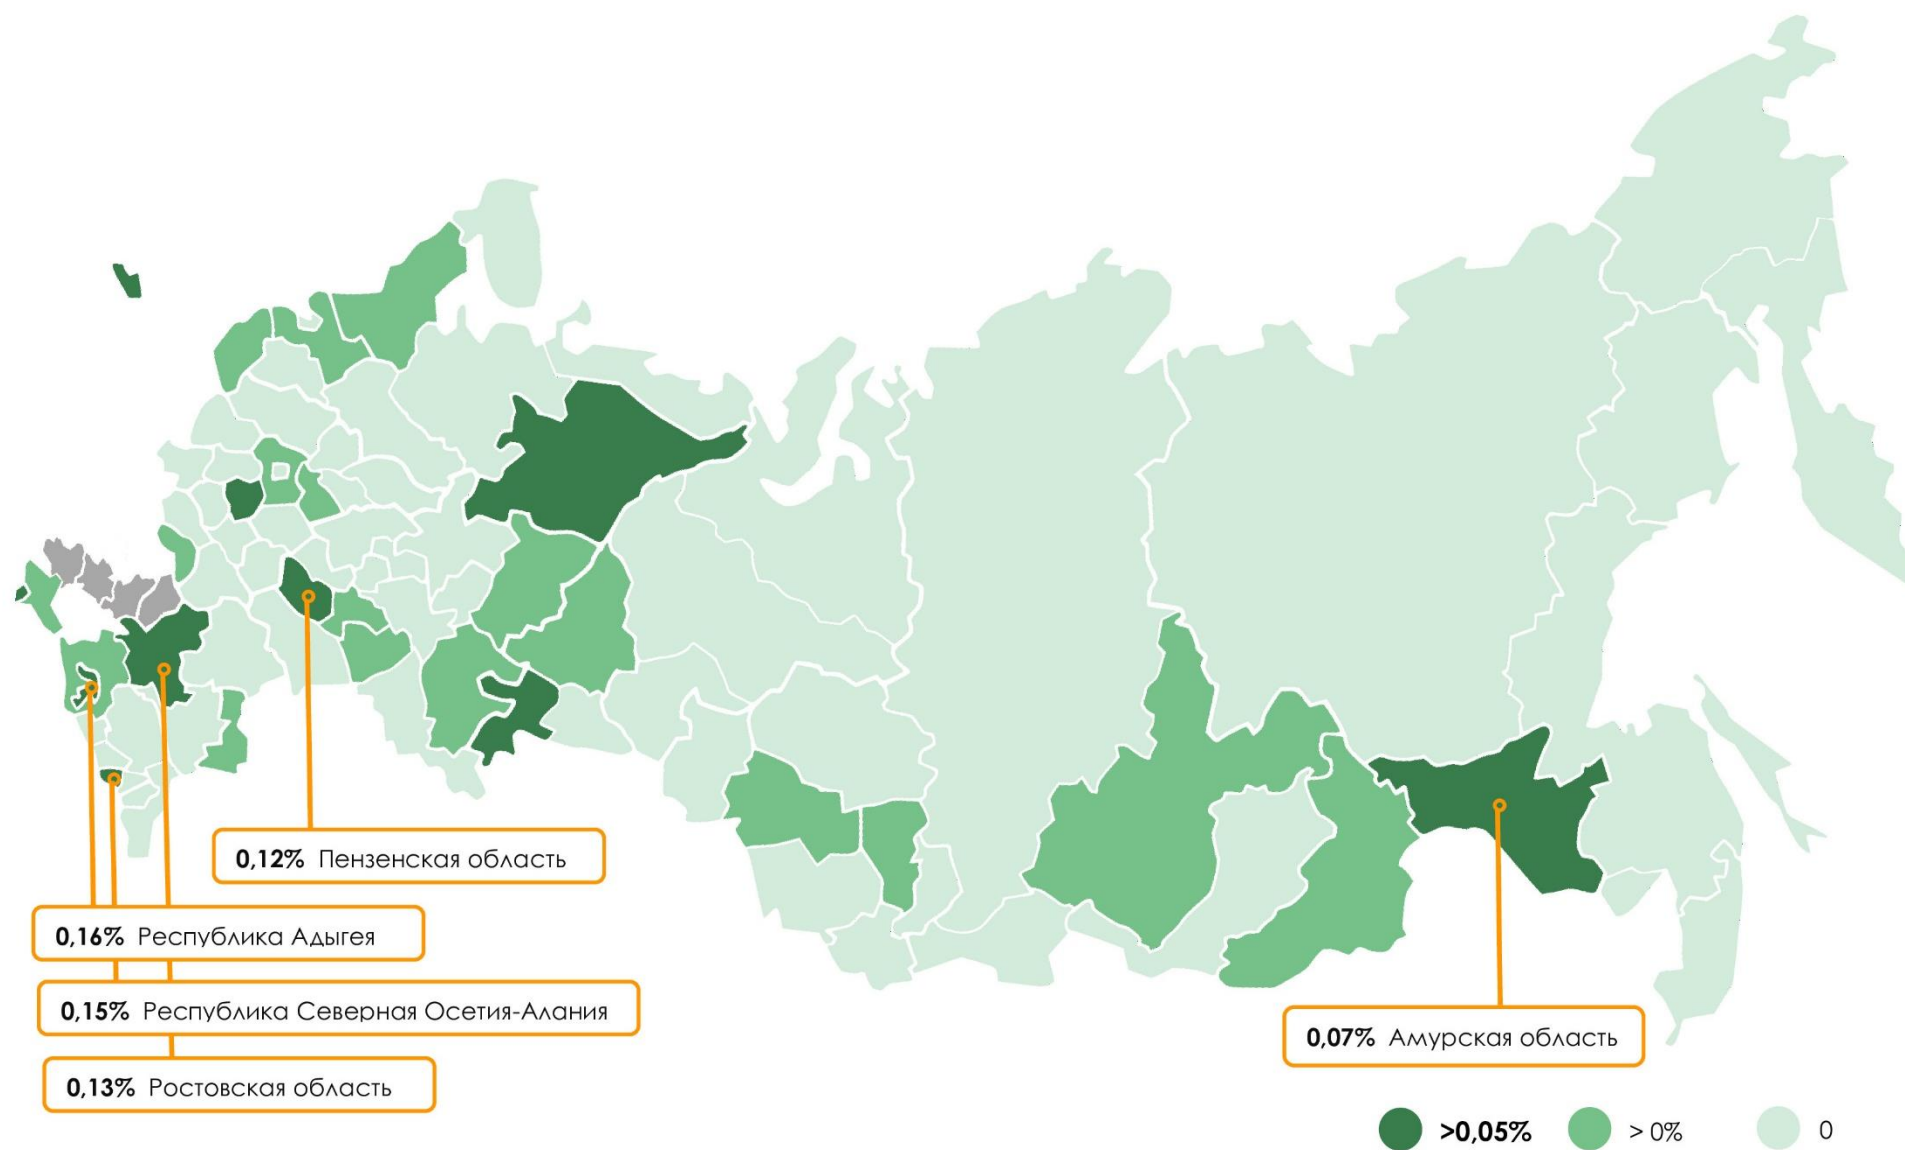 0,12% Пензенская область
0,16% Республика Адыгея
0,15% Республика Северная Осетия-Алания
0,07% Амурская область
0,13% Ростовская область
>0,05%
> 0%
0